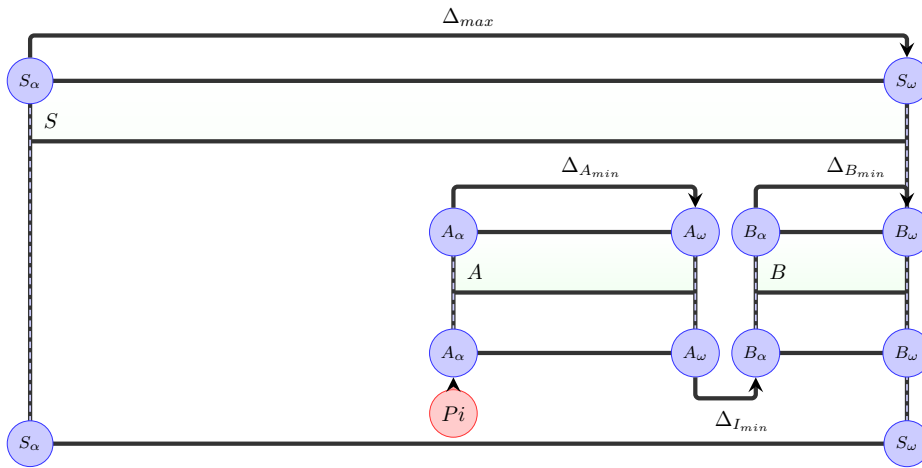 Δ_max
S_α S_ω
S
Δ_{A_min} Δ_{B_min}
A_α A_ω B_α B_ω
A B
A_α A_ω B_α B_ω
Pi Δ_{I_min}
S_α S_ω